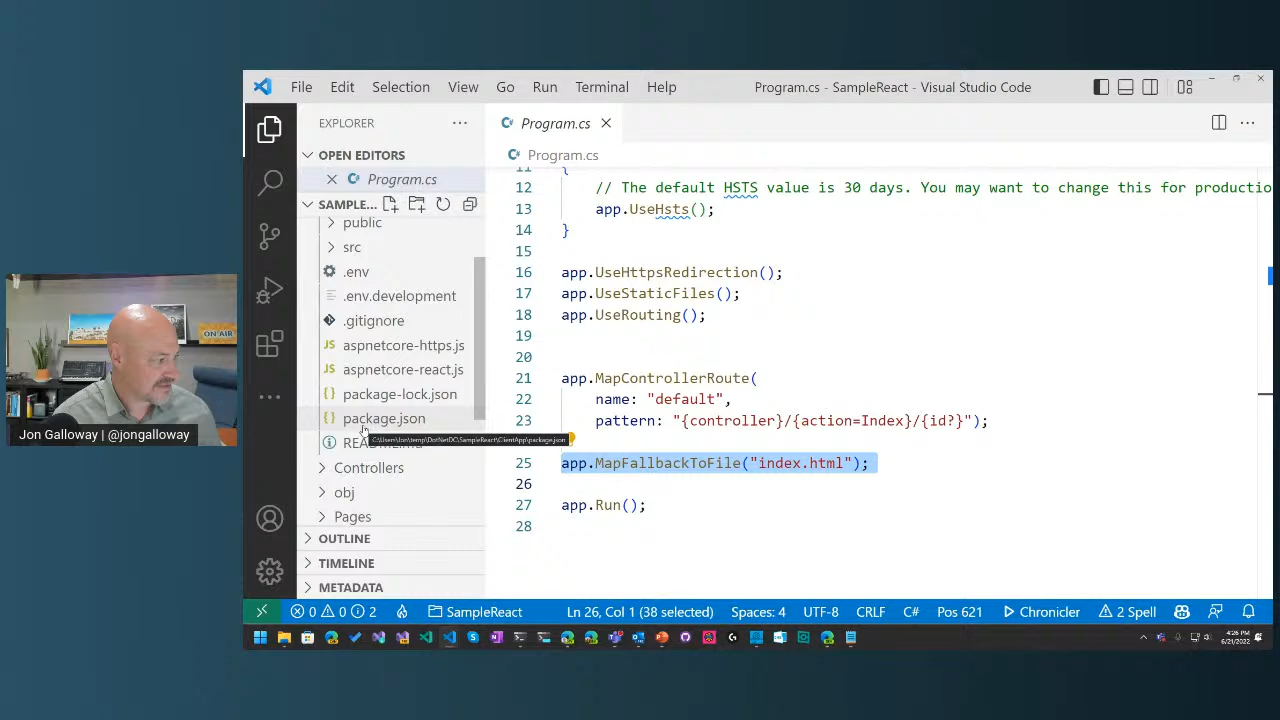 File Edit Selection View Go Run Terminal Help Program.cs - SampleReact - Visual Studio Code
EXPLORER
OPEN EDITORS
Program.cs
SAMPLE...
public
src
.env
.env.development
.gitignore
aspnetcore-https.js
aspnetcore-react.js
package-lock.json
package.json
C:\Users\Jon\temp\DotNetDC\SampleReact\ClientApp\package.json
Controllers
obj
Pages
OUTLINE
TIMELINE
METADATA
Program.cs
Program.cs
11 {
12 // The default HSTS value is 30 days. You may want to change this for productio
13 app.UseHsts();
14 }
15
16 app.UseHttpsRedirection();
17 app.UseStaticFiles();
18 app.UseRouting();
19
20
21 app.MapControllerRoute(
22 name: "default",
23 pattern: "{controller}/{action=Index}/{id?}");
25 app.MapFallbackToFile("index.html");
26
27 app.Run();
28
0 0 2 SampleReact Ln 26, Col 1 (38 selected) Spaces: 4 UTF-8 CRLF C# Pos 621 Chronicler 2 Spell
4:26 PM
6/21/2022
ON AIR
Jon Galloway | @jongalloway